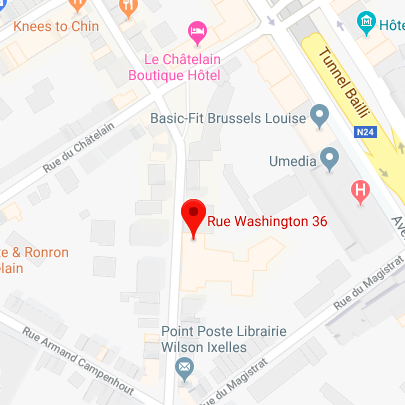 Knees to Chin
Le Châtelain
Boutique Hôtel
Hôte
Tunnel Bailli
Basic-Fit Brussels Louise
N24
Rue du Châtelain
Umedia
H
Rue Washington 36
Ave
e & Ronron
elain
Rue du Magistrat
Point Poste Librairie
Wilson Ixelles
Rue Armand Campenhout
Rue du Magistrat